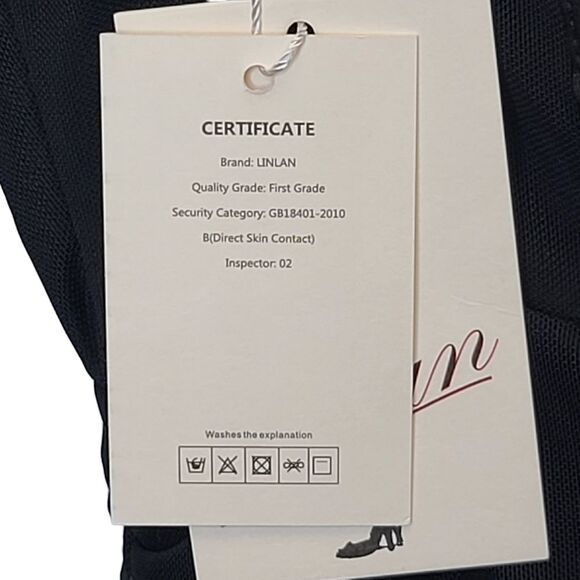 CERTIFICATE
Brand: LINLAN
Quality Grade: First Grade
Security Category: GB18401-2010
B(Direct Skin Contact)
Inspector: 02
Washes the explanation